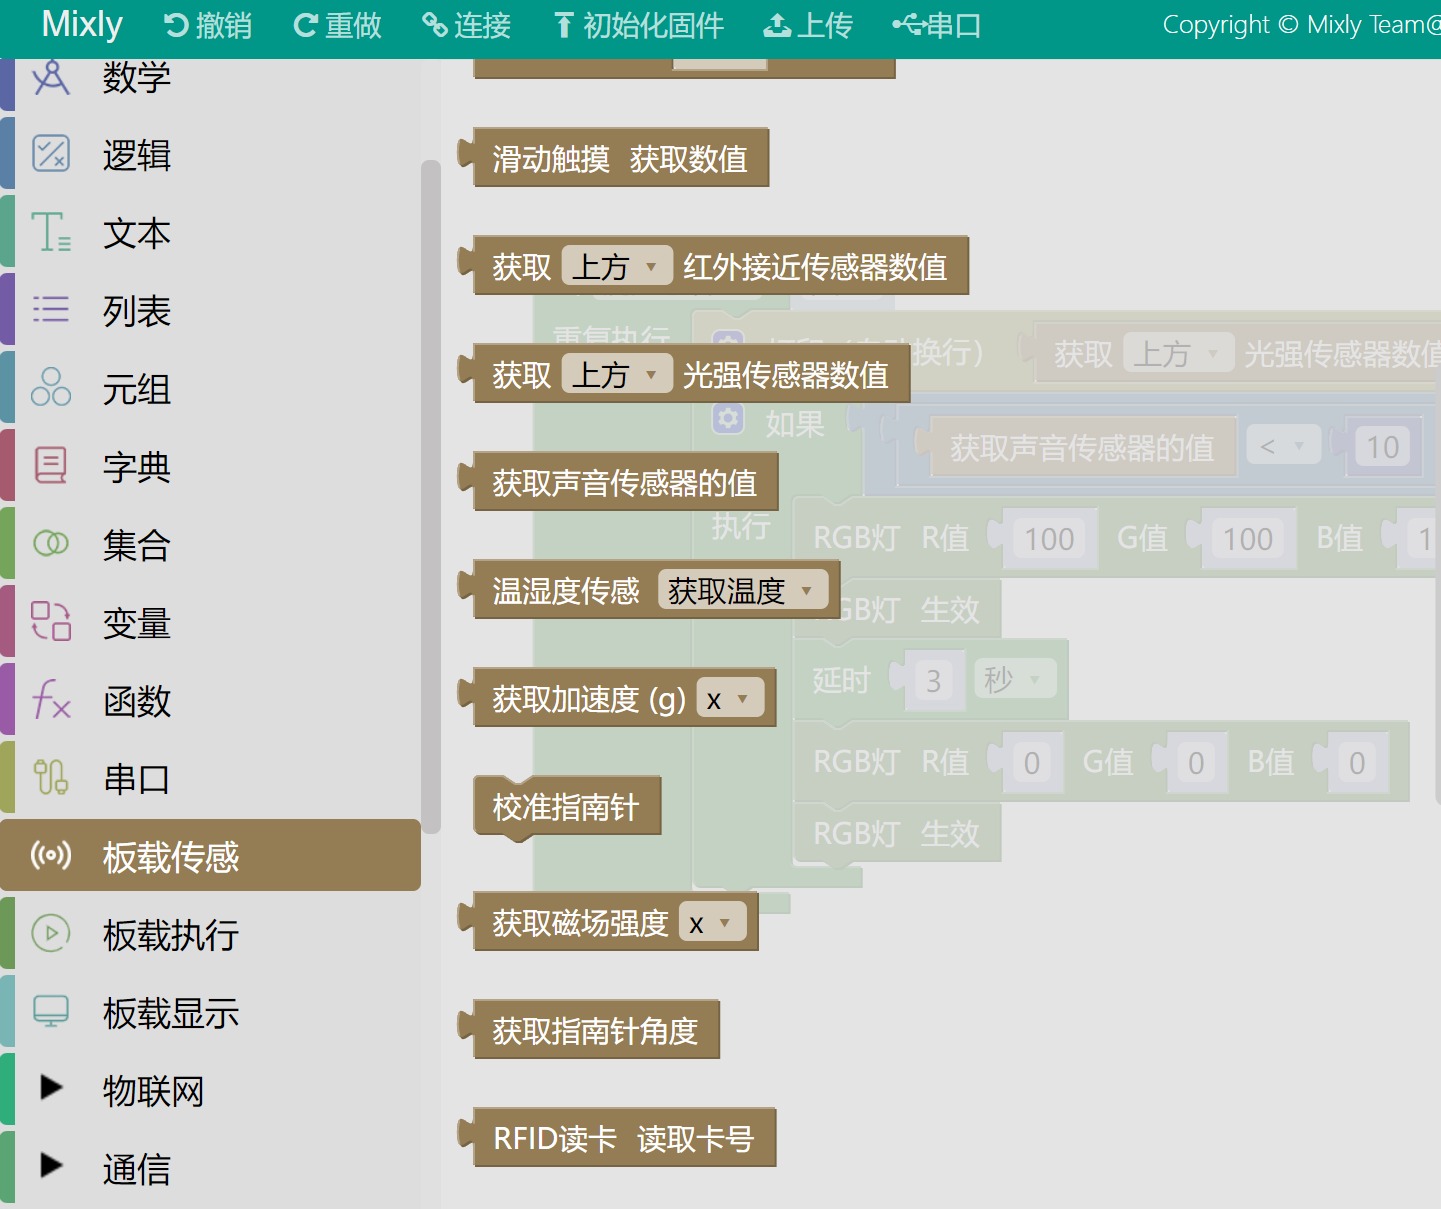 Mixly 撤销 重做 连接 初始化固件 上传 串口 Copyright © Mixly Team@
数学
逻辑
文本
列表
元组
字典
集合
变量
函数
串口
板载传感
板载执行
板载显示
物联网
通信
滑动触摸 获取数值
获取 上方 红外接近传感器数值
获取 上方 光强传感器数值
获取声音传感器的值
温湿度传感 获取温度
获取加速度 (g) x
校准指南针
获取磁场强度 x
获取指南针角度
RFID读卡 读取卡号
重复执行
换行） 获取 上方 光强传感器数值
如果 获取声音传感器的值 < 10
执行 RGB灯 R值 100 G值 100 B值 1
GB灯 生效
延时 3 秒
RGB灯 R值 0 G值 0 B值 0
RGB灯 生效